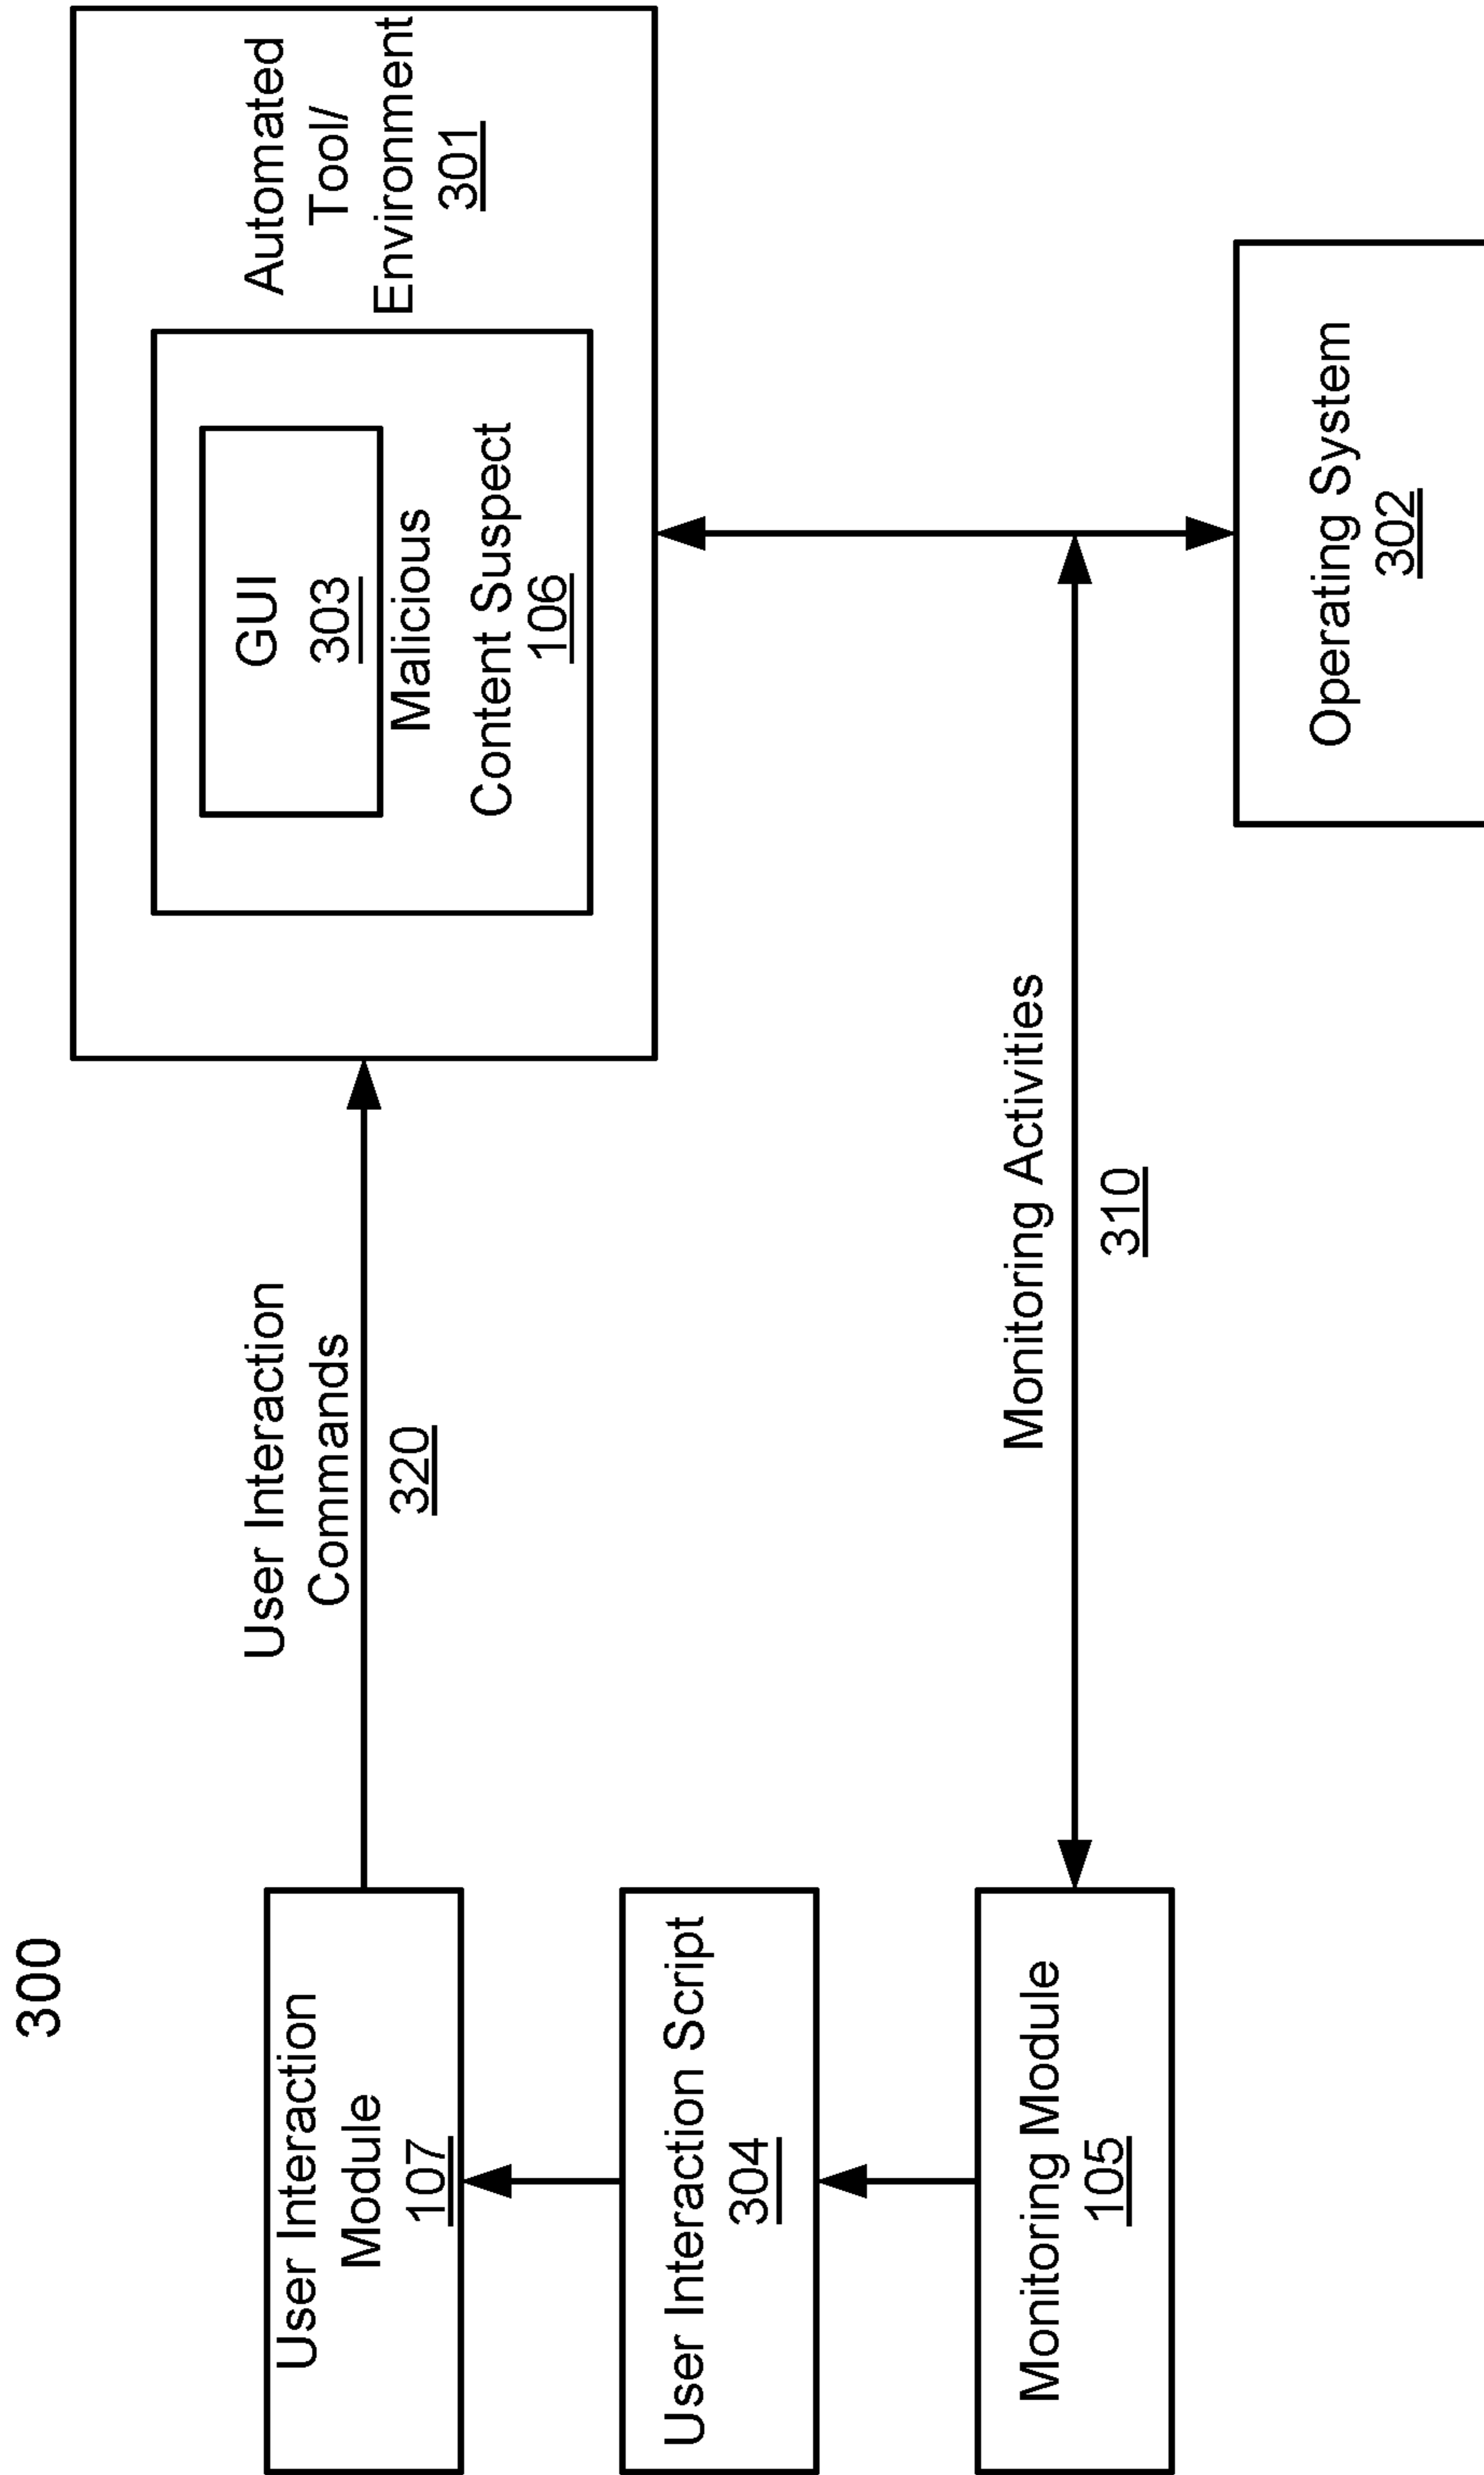 300
User Interaction
Module
107
User Interaction Script
304
Monitoring Module
105
User Interaction
Commands
320
Monitoring Activities
310
Automated
Tool/
Environment
301
GUI
303
Malicious
Content Suspect
106
Operating System
302